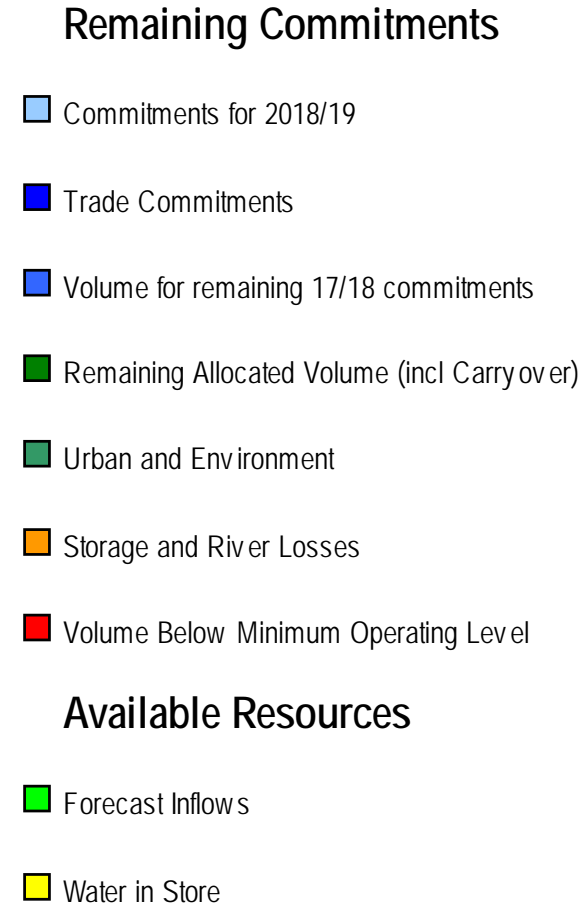 Remaining Commitments
Commitments for 2018/19
Trade Commitments
Volume for remaining 17/18 commitments
Remaining Allocated Volume (incl Carryover)
Urban and Environment
Storage and River Losses
Volume Below Minimum Operating Level
Available Resources
Forecast Inflows
Water in Store